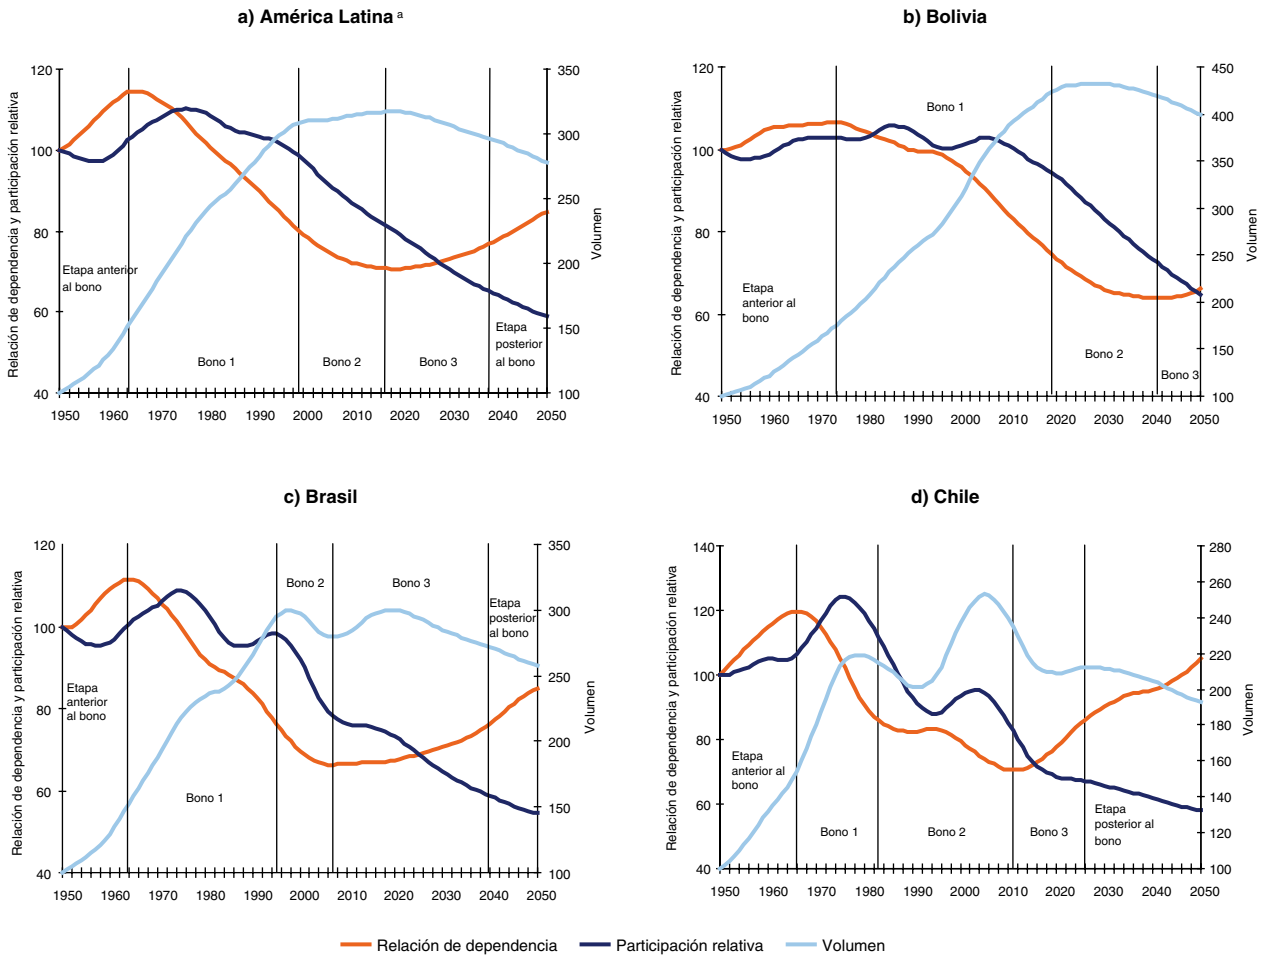 a) América Latina a
Relación de dependencia y participación relativa
120
100
80
60
40
350
300
250
200
150
100
Volumen
Etapa anterior
al bono
Bono 1
Bono 2
Bono 3
Etapa
posterior
al bono
1950 1960 1970 1980 1990 2000 2010 2020 2030 2040 2050
b) Bolivia
Relación de dependencia y participación relativa
120
100
80
60
40
450
400
350
300
250
200
150
100
Volumen
Etapa
anterior al
bono
Bono 1
Bono 2
Bono 3
1950 1960 1970 1980 1990 2000 2010 2020 2030 2040 2050
c) Brasil
Relación de dependencia y participación relativa
120
100
80
60
40
350
300
250
200
150
100
Volumen
Etapa
anterior
al bono
Bono 1
Bono 2
Bono 3
Etapa
posterior
al bono
1950 1960 1970 1980 1990 2000 2010 2020 2030 2040 2050
d) Chile
Relación de dependencia y participación relativa
140
120
100
80
60
40
280
260
240
220
200
180
160
140
120
100
Volumen
Etapa
anterior al
bono
Bono 1
Bono 2
Bono 3
Etapa
posterior al
bono
1950 1960 1970 1980 1990 2000 2010 2020 2030 2040 2050
Relación de dependencia Participación relativa Volumen